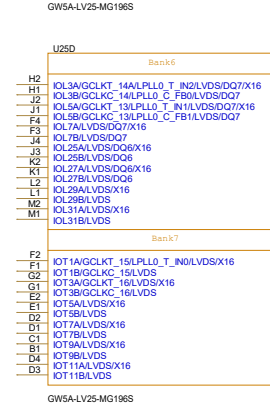 GW5A-LV25-MG196S
U25D
Bank6
H2 IOL3A/GCLKT_14A/LPLL0_T_IN2/LVDS/DQ7/X16
H1 IOL3B/GCLKC_14/LPLL0_C_FB0/LVDS/DQ7
J2 IOL5A/GCLKT_13/LPLL0_T_IN1/LVDS/DQ7/X16
J1 IOL5B/GCLKC_13/LPLL0_C_FB1/LVDS/DQ7
F4 IOL7A/LVDS/DQ7/X16
F3 IOL7B/LVDS/DQ7
J4 IOL25A/LVDS/DQ6/X16
J3 IOL25B/LVDS/DQ6
K2 IOL27A/LVDS/DQ6/X16
K1 IOL27B/LVDS/DQ6
L2 IOL29A/LVDS/X16
L1 IOL29B/LVDS
M2 IOL31A/LVDS/X16
M1 IOL31B/LVDS
Bank7
F2 IOT1A/GCLKT_15/LPLL0_T_IN0/LVDS/X16
F1 IOT1B/GCLKC_15/LVDS
G2 IOT3A/GCLKT_16/LVDS/X16
G1 IOT3B/GCLKC_16/LVDS
E2 IOT5A/LVDS/X16
E1 IOT5B/LVDS
D2 IOT7A/LVDS/X16
D1 IOT7B/LVDS
C1 IOT9A/LVDS/X16
B1 IOT9B/LVDS
D4 IOT11A/LVDS/X16
D3 IOT11B/LVDS
GW5A-LV25-MG196S